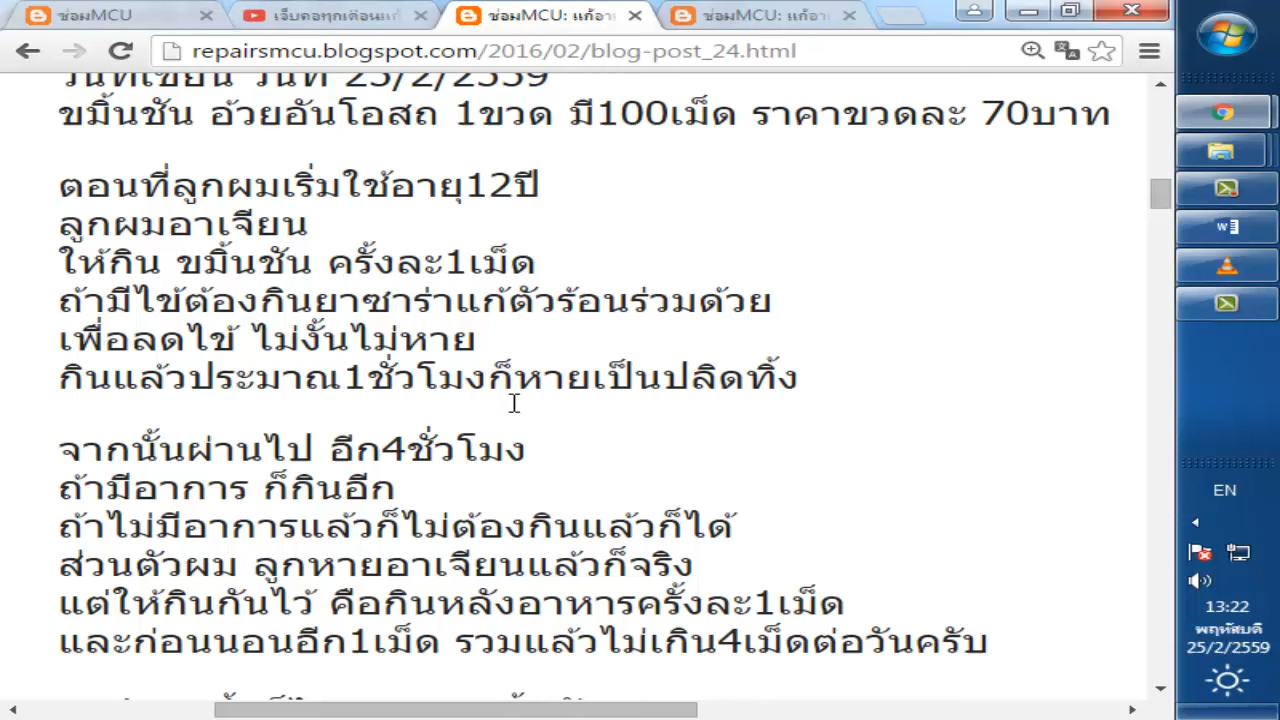 ซ่อมMCU
เจ็บคอทุกเดือนแก้
ซ่อมMCU: แก้อา
ซ่อมMCU: แก้อา
repairsmcu.blogspot.com/2016/02/blog-post_24.html
วันที่เขียน วันที่ 25/2/2559
ขมิ้นชัน อ้วยอันโอสถ 1ขวด มี100เม็ด ราคาขวดละ 70บาท
ตอนที่ลูกผมเริ่มใช้อายุ12ปี
ลูกผมอาเจียน
ให้กิน ขมิ้นชัน ครั้งละ1เม็ด
ถ้ามีไข้ต้องกินยาซาร่าแก้ตัวร้อนร่วมด้วย
เพื่อลดไข้ ไม่งั้นไม่หาย
กินแล้วประมาณ1ชั่วโมงก็หายเป็นปลิดทิ้ง
จากนั้นผ่านไป อีก4ชั่วโมง
ถ้ามีอาการ ก็กินอีก
ถ้าไม่มีอาการแล้วก็ไม่ต้องกินแล้วก็ได้
ส่วนตัวผม ลูกหายอาเจียนแล้วก็จริง
แต่ให้กินกันไว้ คือกินหลังอาหารครั้งละ1เม็ด
และก่อนนอนอีก1เม็ด รวมแล้วไม่เกิน4เม็ดต่อวันครับ
EN
13:22
พฤหัสบดี
25/2/2559